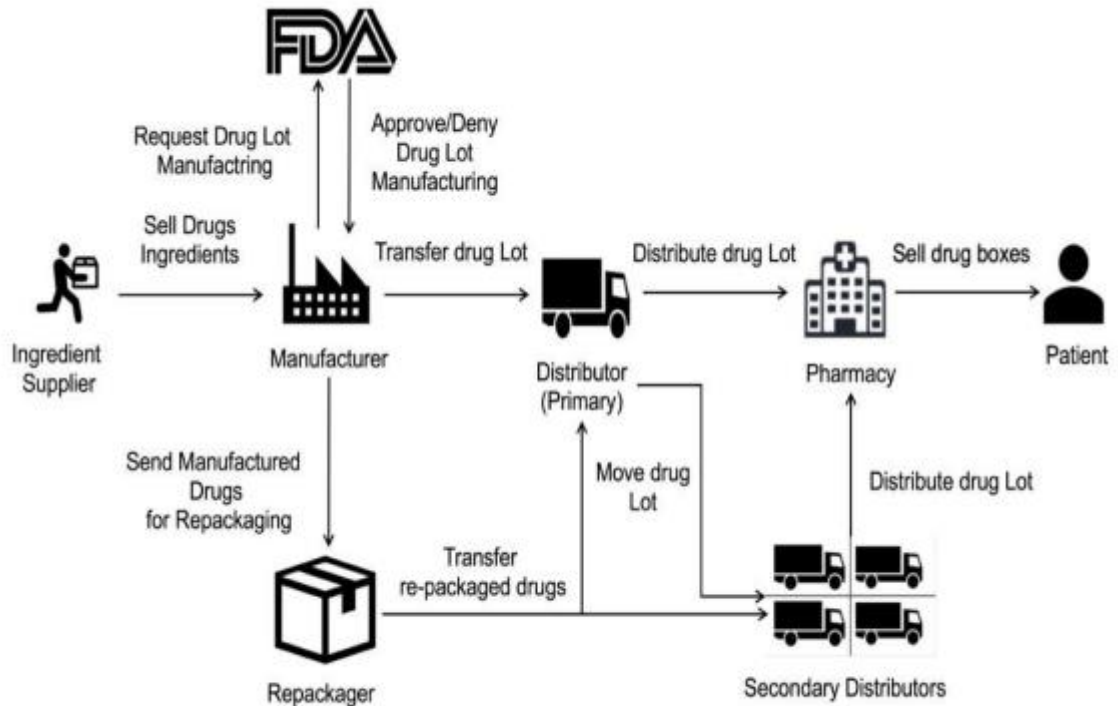 FDA
Request Drug Lot
Manufactring
Approve/Deny
Drug Lot
Manufacturing
Sell Drugs
Ingredients
Transfer drug Lot
Distribute drug Lot
Sell drug boxes
Ingredient
Supplier
Manufacturer
Distributor
(Primary)
Pharmacy
Patient
Send Manufactured
Drugs
for Repackaging
Move drug
Lot
Distribute drug Lot
Transfer
re-packaged drugs
Repackager
Secondary Distributors